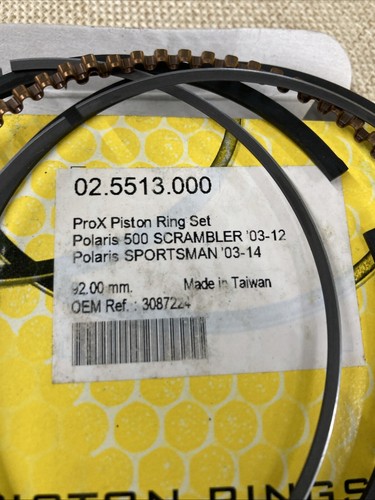 02.5513.000
ProX Piston Ring Set
Polaris 500 SCRAMBLER '03-12
Polaris SPORTSMAN '03-14
92.00 mm. Made in Taiwan
OEM Ref. : 3087224
PISTON RINGS